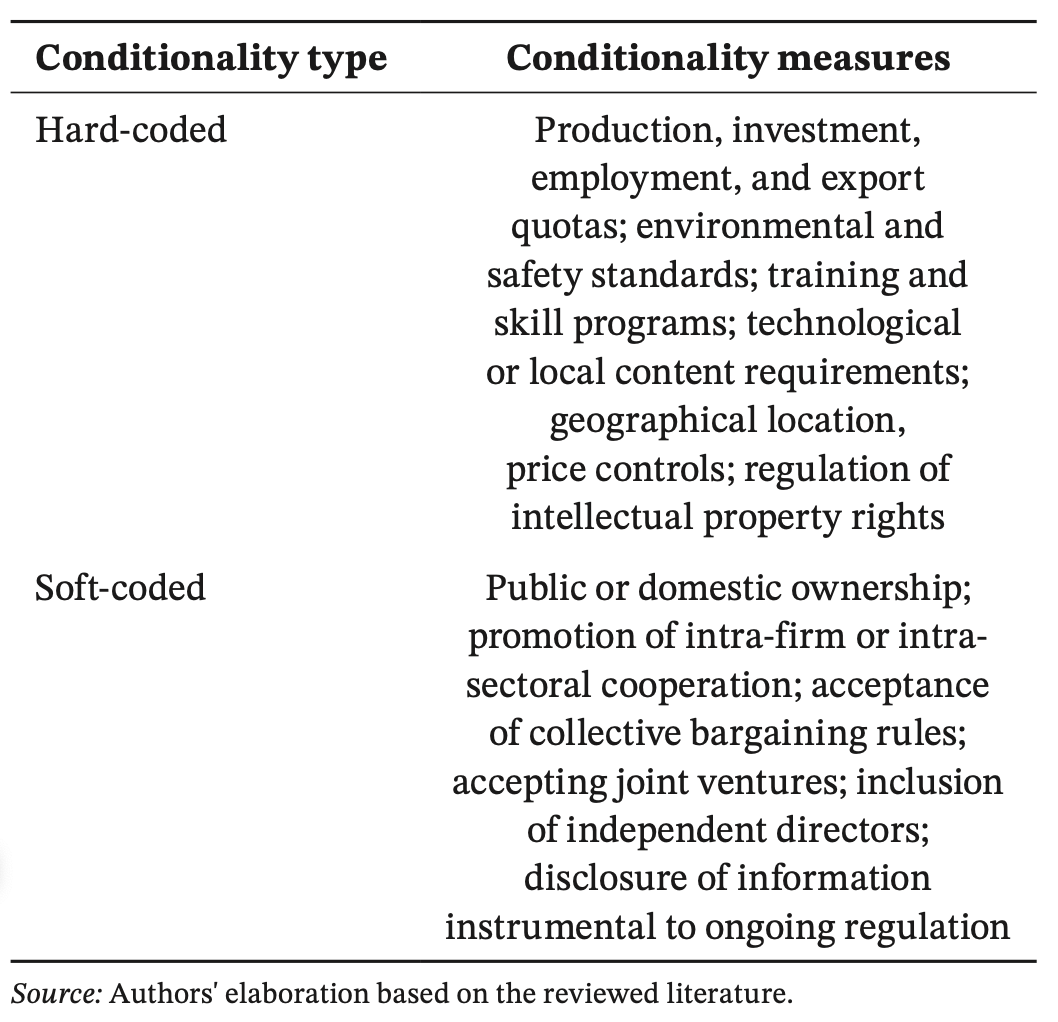 Conditionality type Conditionality measures
Hard-coded Production, investment,
employment, and export
quotas; environmental and
safety standards; training and
skill programs; technological
or local content requirements;
geographical location,
price controls; regulation of
intellectual property rights
Soft-coded Public or domestic ownership;
promotion of intra-firm or intra-
sectoral cooperation; acceptance
of collective bargaining rules;
accepting joint ventures; inclusion
of independent directors;
disclosure of information
instrumental to ongoing regulation
Source: Authors' elaboration based on the reviewed literature.